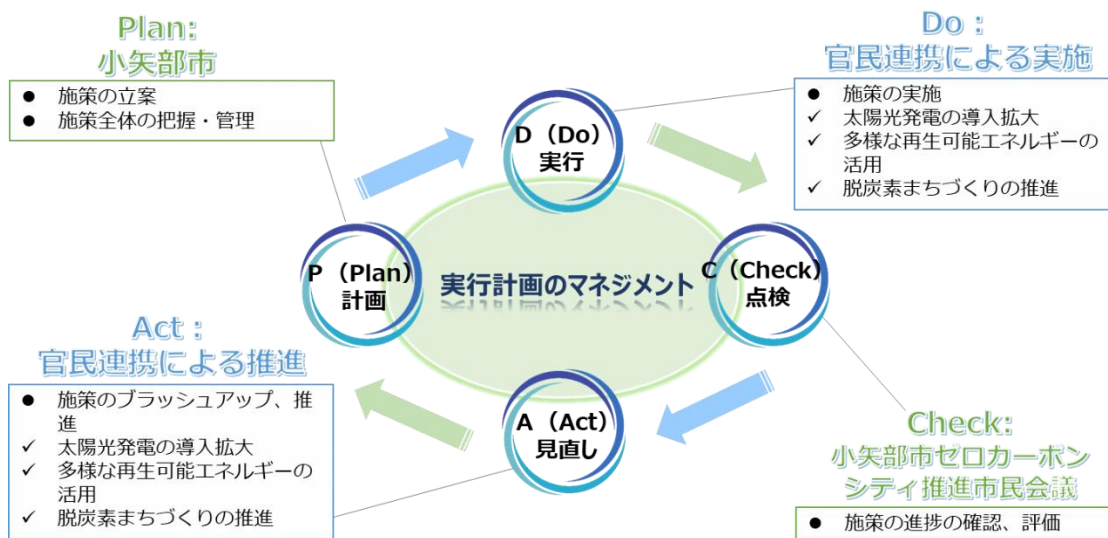 Plan:
小矢部市
● 施策の立案
● 施策全体の把握・管理
Do：
官民連携による実施
● 施策の実施
✓ 太陽光発電の導入拡大
✓ 多様な再生可能エネルギーの
活用
✓ 脱炭素まちづくりの推進
D（Do）
実行
P（Plan）
計画
実行計画のマネジメント
C（Check）
点検
A（Act）
見直し
Act：
官民連携による推進
● 施策のブラッシュアップ、推
進
✓ 太陽光発電の導入拡大
✓ 多様な再生可能エネルギーの
活用
✓ 脱炭素まちづくりの推進
Check:
小矢部市ゼロカーボン
シティ推進市民会議
● 施策の進捗の確認、評価